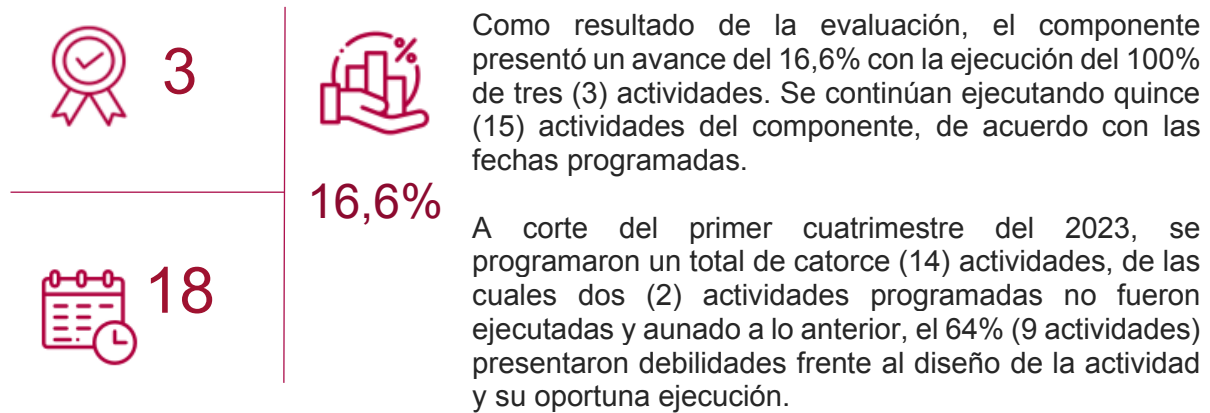 3
%
16,6%
18
Como resultado de la evaluación, el componente
presentó un avance del 16,6% con la ejecución del 100%
de tres (3) actividades. Se continúan ejecutando quince
(15) actividades del componente, de acuerdo con las
fechas programadas.
A corte del primer cuatrimestre del 2023, se
programaron un total de catorce (14) actividades, de las
cuales dos (2) actividades programadas no fueron
ejecutadas y aunado a lo anterior, el 64% (9 actividades)
presentaron debilidades frente al diseño de la actividad
y su oportuna ejecución.